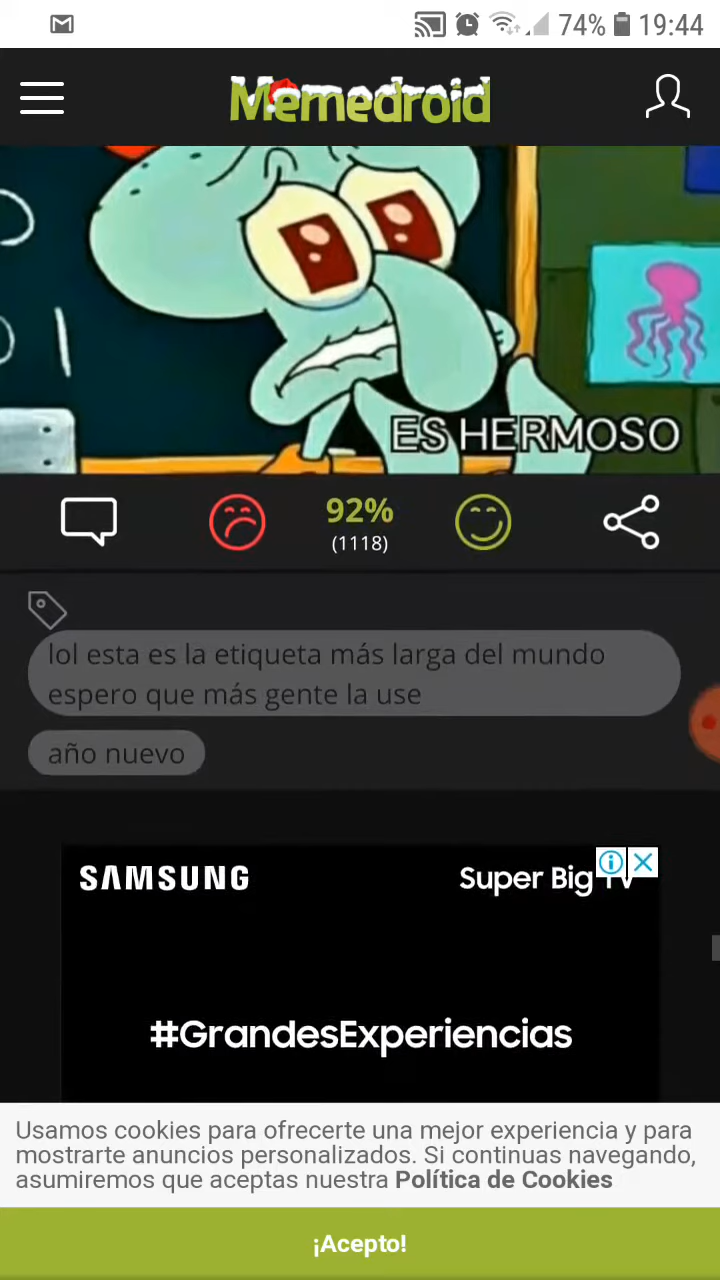 74% 19:44
Memedroid
ES HERMOSO
92%
(1118)
lol esta es la etiqueta más larga del mundo
espero que más gente la use
año nuevo
SAMSUNG
Super Big TV
#GrandesExperiencias
Usamos cookies para ofrecerte una mejor experiencia y para
mostrarte anuncios personalizados. Si continuas navegando,
asumiremos que aceptas nuestra Política de Cookies
¡Acepto!